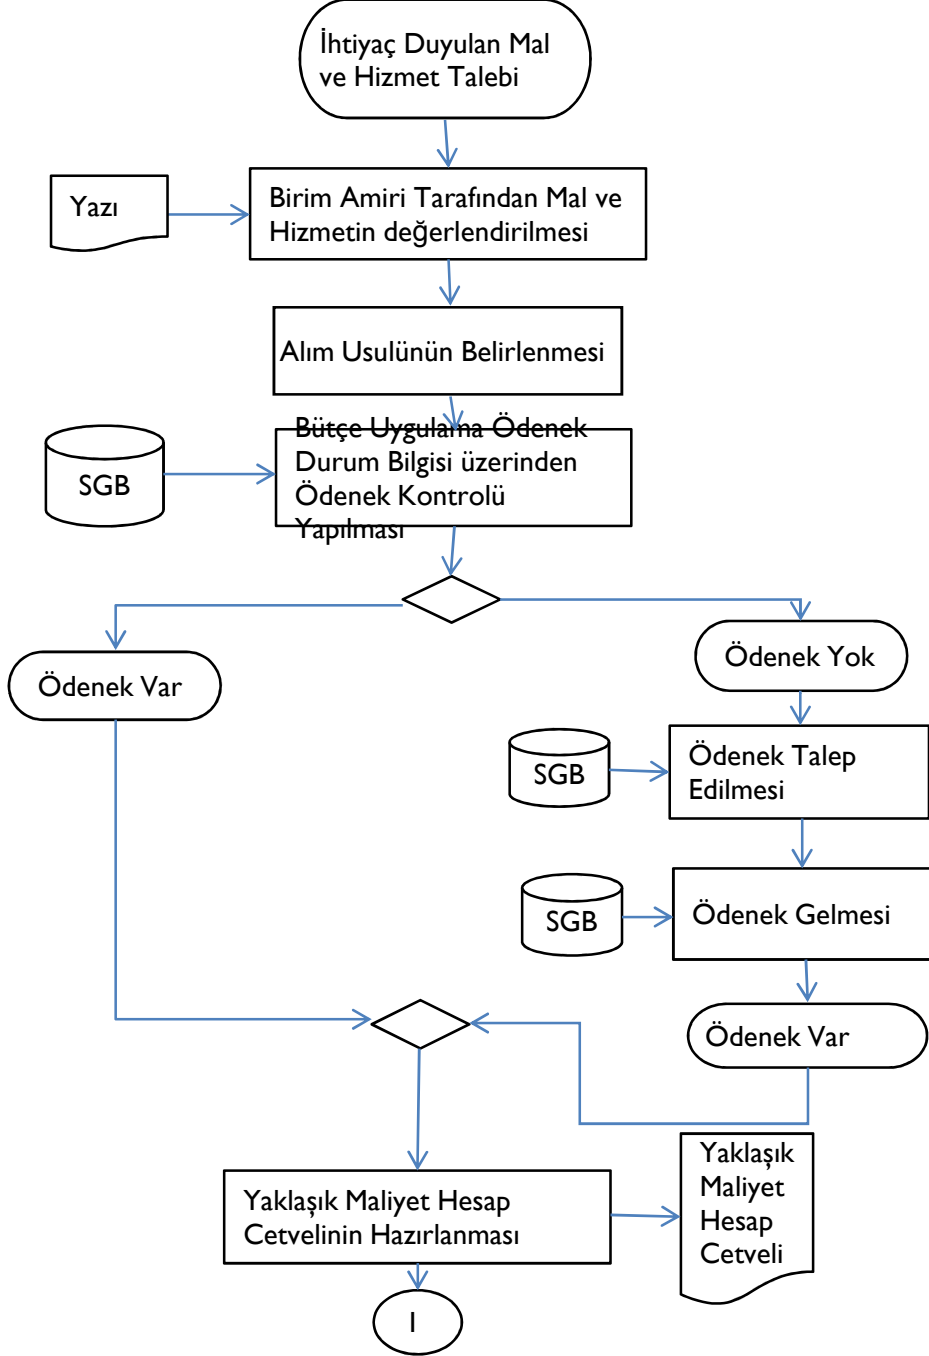 İhtiyaç Duyulan Mal
ve Hizmet Talebi
Yazı
Birim Amiri Tarafından Mal ve
Hizmetin değerlendirilmesi
Alım Usulünün Belirlenmesi
SGB
Bütçe Uygulama Ödenek
Durum Bilgisi üzerinden
Ödenek Kontrolü
Yapılması
Ödenek Var
Ödenek Yok
SGB
Ödenek Talep
Edilmesi
SGB
Ödenek Gelmesi
Ödenek Var
Yaklaşık Maliyet Hesap
Cetvelinin Hazırlanması
Yaklaşık
Maliyet
Hesap
Cetveli
1